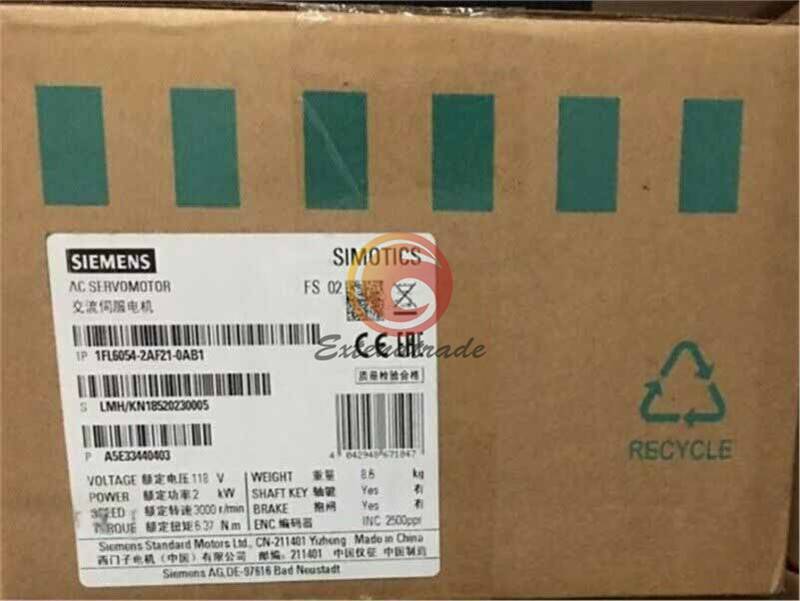 SIEMENS
SIMOTICS
AC SERVOMOTOR
FS 02
交流伺服电机
1P 1FL6054-2AF21-0AB1
CE EAC
Extenstrade
质量检验合格
S LMH/KN18520230005
P A5E33440403
4 042948 671847
VOLTAGE 额定电压 118 V
POWER 额定功率 2 kW
SPEED 额定转速 3000 r/min
TORQUE 额定扭矩 6.37 N m
WEIGHT 重量 8.6 kg
SHAFT KEY 轴键 Yes 有
BRAKE 抱闸 Yes 有
ENC 编码器 INC 2500ppr
Siemens Standard Motors Ltd., CN-211401 Yizheng Made in China
西门子电机（中国）有限公司 邮编：211401 中国仪征 中国制造
Siemens AG,DE-97616 Bad Neustadt
RECYCLE